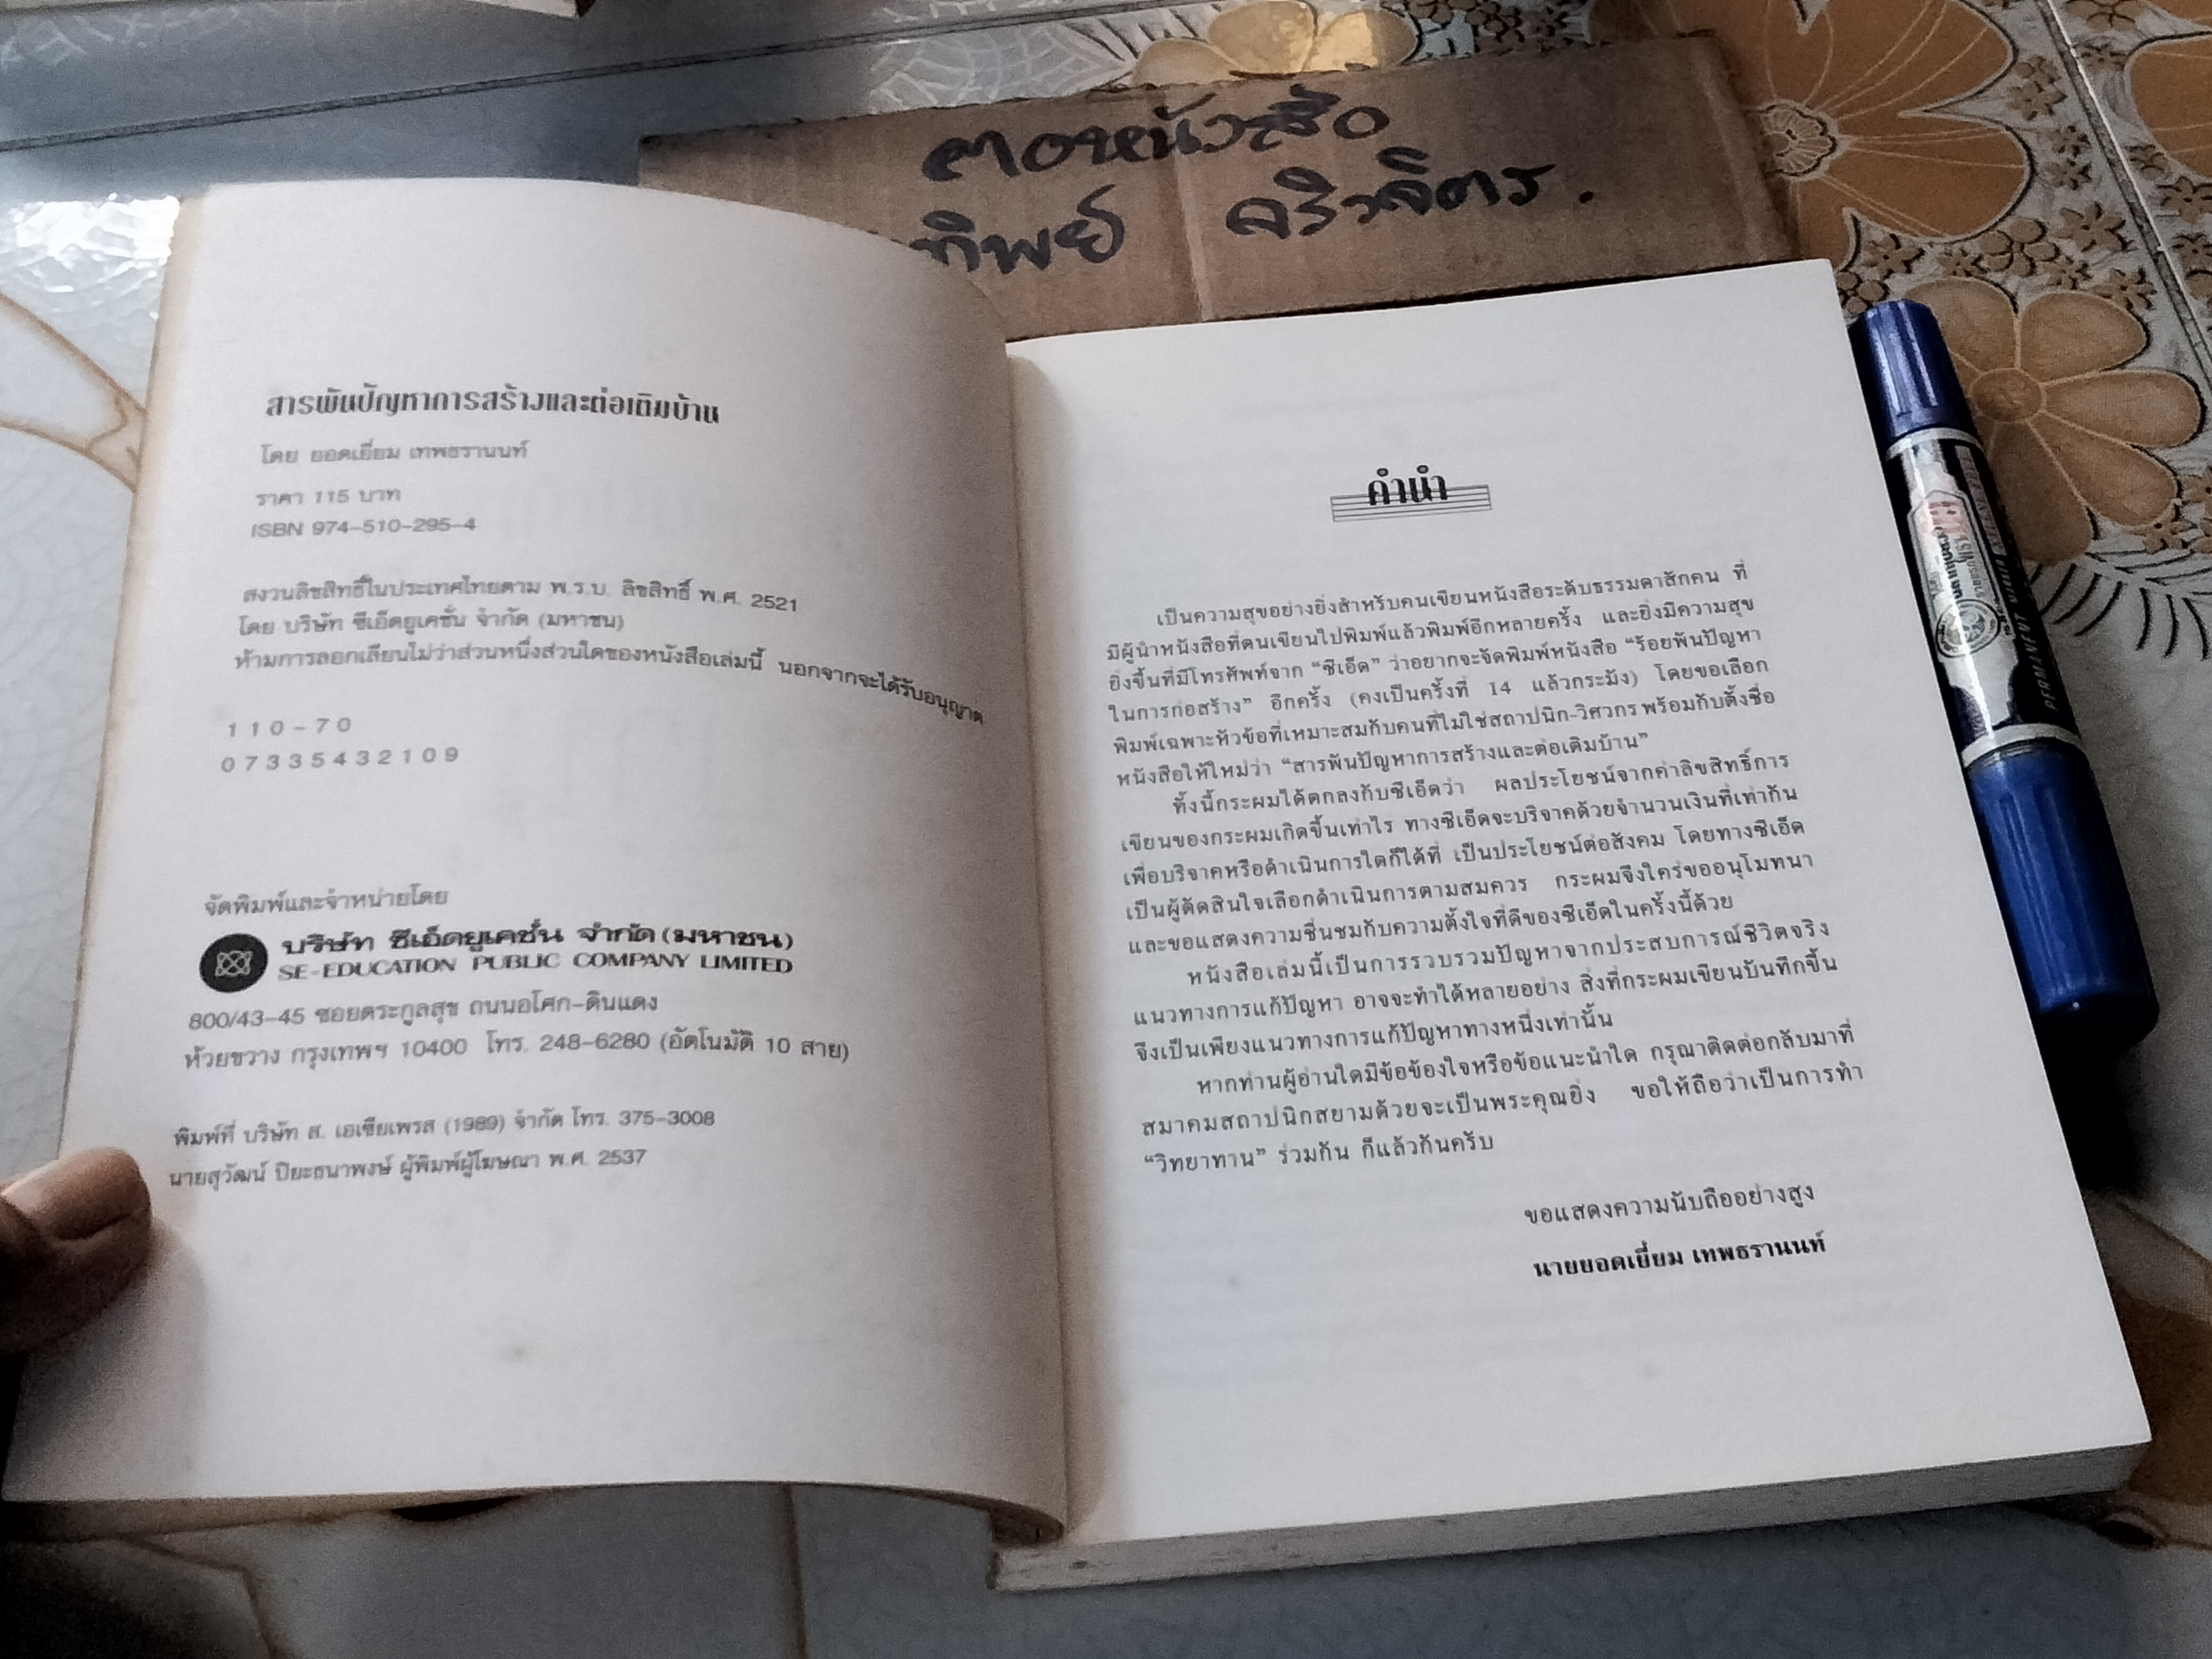 สารพันปัญหาการสร้างและต่อเติมบ้าน
โดย ยอดเยี่ยม เทพธรานนท์
ราคา 115 บาท
ISBN 974-510-295-4
สงวนลิขสิทธิ์ในประเทศไทยตาม พ.ร.บ. ลิขสิทธิ์ พ.ศ. 2521
โดย บริษัท ซีเอ็ดยูเคชั่น จำกัด (มหาชน)
ห้ามการลอกเลียนไม่ว่าส่วนหนึ่งส่วนใดของหนังสือเล่มนี้ นอกจากจะได้รับอนุญาต
110-70
07335432109
จัดพิมพ์และจำหน่ายโดย
บริษัท ซีเอ็ดยูเคชั่น จำกัด (มหาชน)
SE-EDUCATION PUBLIC COMPANY LIMITED
800/43-45 ซอยตระกูลสุข ถนนอโศก-ดินแดง
ห้วยขวาง กรุงเทพฯ 10400 โทร. 248-6280 (อัตโนมัติ 10 สาย)
พิมพ์ที่ บริษัท ส. เอเซียเพรส (1989) จำกัด โทร. 375-3008
นายสุวัฒน์ ปิยะธนาพงษ์ ผู้พิมพ์ผู้โฆษณา พ.ศ. 2537
คำนำ
เป็นความสุขอย่างยิ่งสำหรับคนเขียนหนังสือระดับธรรมดาสักคน ที่
มีผู้นำหนังสือที่ตนเขียนไปพิมพ์แล้วพิมพ์อีกหลายครั้ง และยิ่งมีความสุข
ยิ่งขึ้นที่มีโทรศัพท์จาก “ซีเอ็ด” ว่าอยากจะจัดพิมพ์หนังสือ “ร้อยพันปัญหา
ในการก่อสร้าง” อีกครั้ง (คงเป็นครั้งที่ 14 แล้วกระมัง) โดยขอเลือก
พิมพ์เฉพาะหัวข้อที่เหมาะสมกับคนที่ไม่ใช่สถาปนิก-วิศวกร พร้อมกับตั้งชื่อ
หนังสือให้ใหม่ว่า “สารพันปัญหาการสร้างและต่อเติมบ้าน”
ทั้งนี้กระผมได้ตกลงกับซีเอ็ดว่า ผลประโยชน์จากค่าลิขสิทธิ์การ
เขียนของกระผมเกิดขึ้นเท่าไร ทางซีเอ็ดจะบริจาคด้วยจำนวนเงินที่เท่ากัน
เพื่อบริจาคหรือดำเนินการใดก็ได้ที่ เป็นประโยชน์ต่อสังคม โดยทางซีเอ็ด
เป็นผู้ตัดสินใจเลือกดำเนินการตามสมควร กระผมจึงใคร่ขออนุโมทนา
และขอแสดงความชื่นชมกับความตั้งใจที่ดีของซีเอ็ดในครั้งนี้ด้วย
หนังสือเล่มนี้เป็นการรวบรวมปัญหาจากประสบการณ์ชีวิตจริง
แนวทางการแก้ปัญหา อาจจะทำได้หลายอย่าง สิ่งที่กระผมเขียนบันทึกขึ้น
จึงเป็นเพียงแนวทางการแก้ปัญหาทางหนึ่งเท่านั้น
หากท่านผู้อ่านใดมีข้อข้องใจหรือข้อแนะนำใด กรุณาติดต่อกลับมาที่
สมาคมสถาปนิกสยามด้วยจะเป็นพระคุณยิ่ง ขอให้ถือว่าเป็นการทำ
“วิทยาทาน” ร่วมกัน ก็แล้วกันครับ
ขอแสดงความนับถืออย่างสูง
นายยอดเยี่ยม เทพธรานนท์
ทิพย์